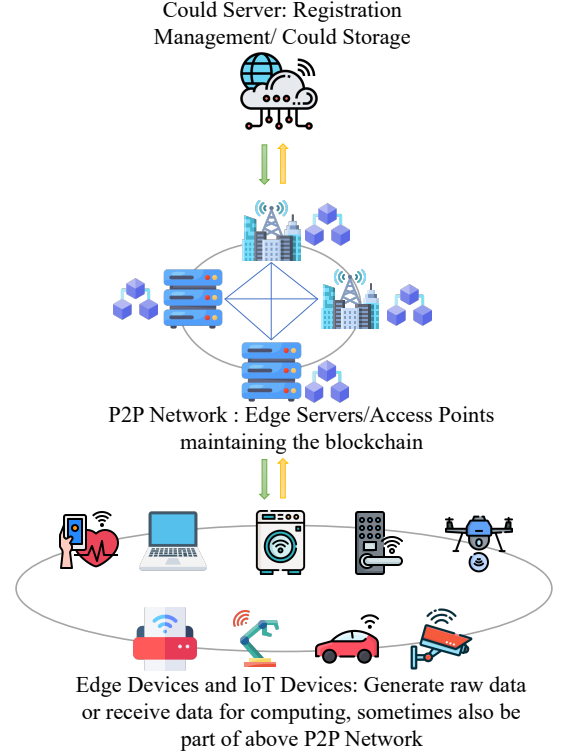 Could Server: Registration
Management/ Could Storage
P2P Network : Edge Servers/Access Points
maintaining the blockchain
Edge Devices and IoT Devices: Generate raw data
or receive data for computing, sometimes also be
part of above P2P Network